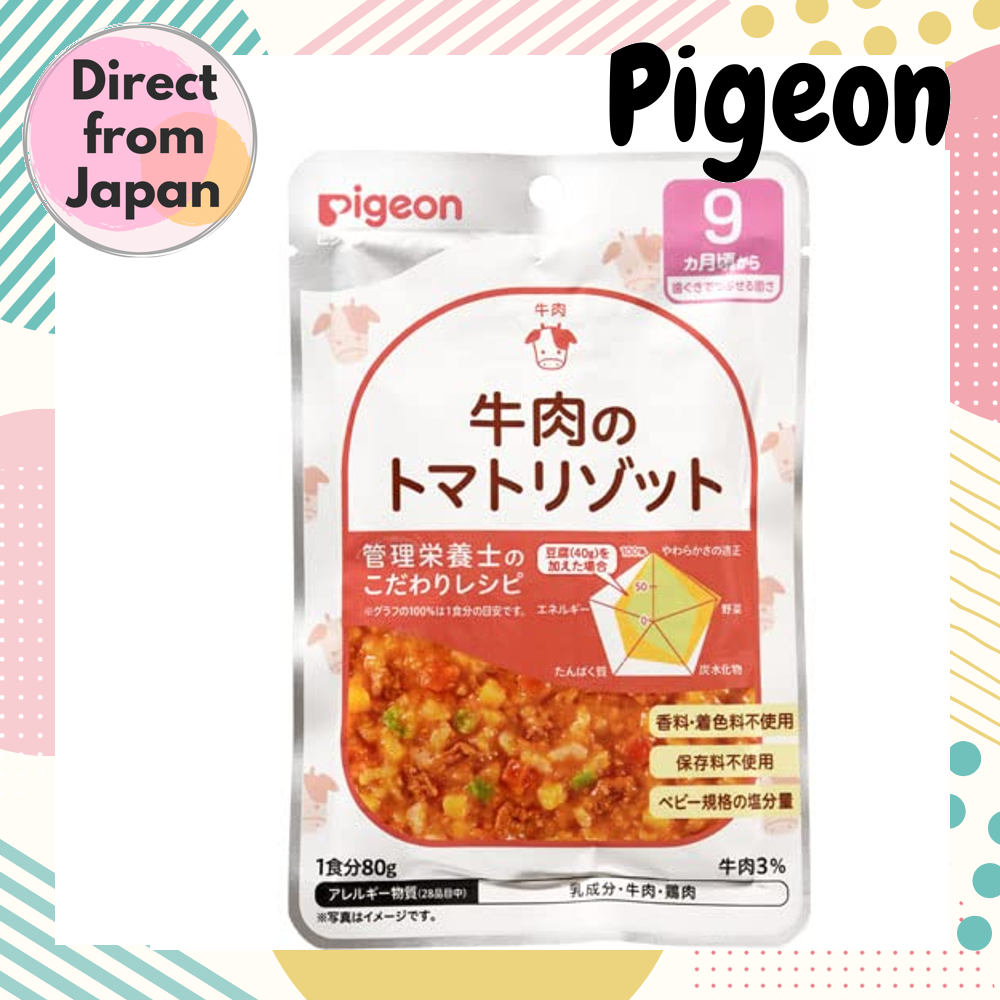 Direct
from
Japan
Pigeon
Pigeon
9
カ月頃から
歯ぐきでつぶせる固さ
牛肉
牛肉の
トマトリゾット
管理栄養士の
こだわりレシピ
※グラフの100%は1食分の目安です。
豆腐(40g)を
加えた場合
100%
やわらかさの適正
50
エネルギー
野菜
0
たんぱく質
炭水化物
香料・着色料不使用
保存料不使用
ベビー規格の塩分量
1食分80g
牛肉3%
アレルギー物質(28品目中)
乳成分・牛肉・鶏肉
※写真はイメージです。